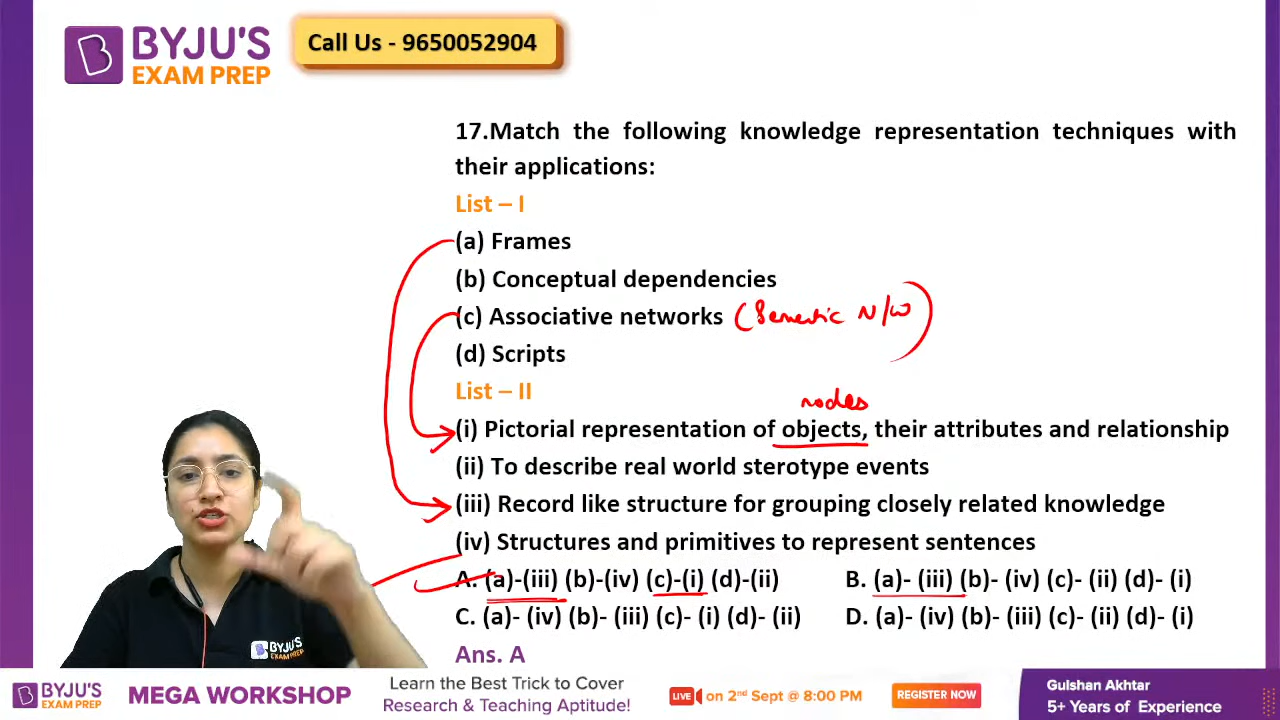 BYJU'S
EXAM PREP
Call Us - 9650052904
17.Match the following knowledge representation techniques with
their applications:
List – I
(a) Frames
(b) Conceptual dependencies
(c) Associative networks (Semantic N/W)
(d) Scripts
List – II
nodes
(i) Pictorial representation of objects, their attributes and relationship
(ii) To describe real world sterotype events
(iii) Record like structure for grouping closely related knowledge
(iv) Structures and primitives to represent sentences
A. (a)-(iii) (b)-(iv) (c)-(i) (d)-(ii) B. (a)- (iii) (b)- (iv) (c)- (ii) (d)- (i)
C. (a)- (iv) (b)- (iii) (c)- (i) (d)- (ii) D. (a)- (iv) (b)- (iii) (c)- (ii) (d)- (i)
Ans. A
BYJU'S
EXAM PREP
BYJU'S
EXAM PREP
MEGA WORKSHOP
Learn the Best Trick to Cover
Research & Teaching Aptitude!
LIVE on 2nd Sept @ 8:00 PM
REGISTER NOW
Gulshan Akhtar
5+ Years of Experience